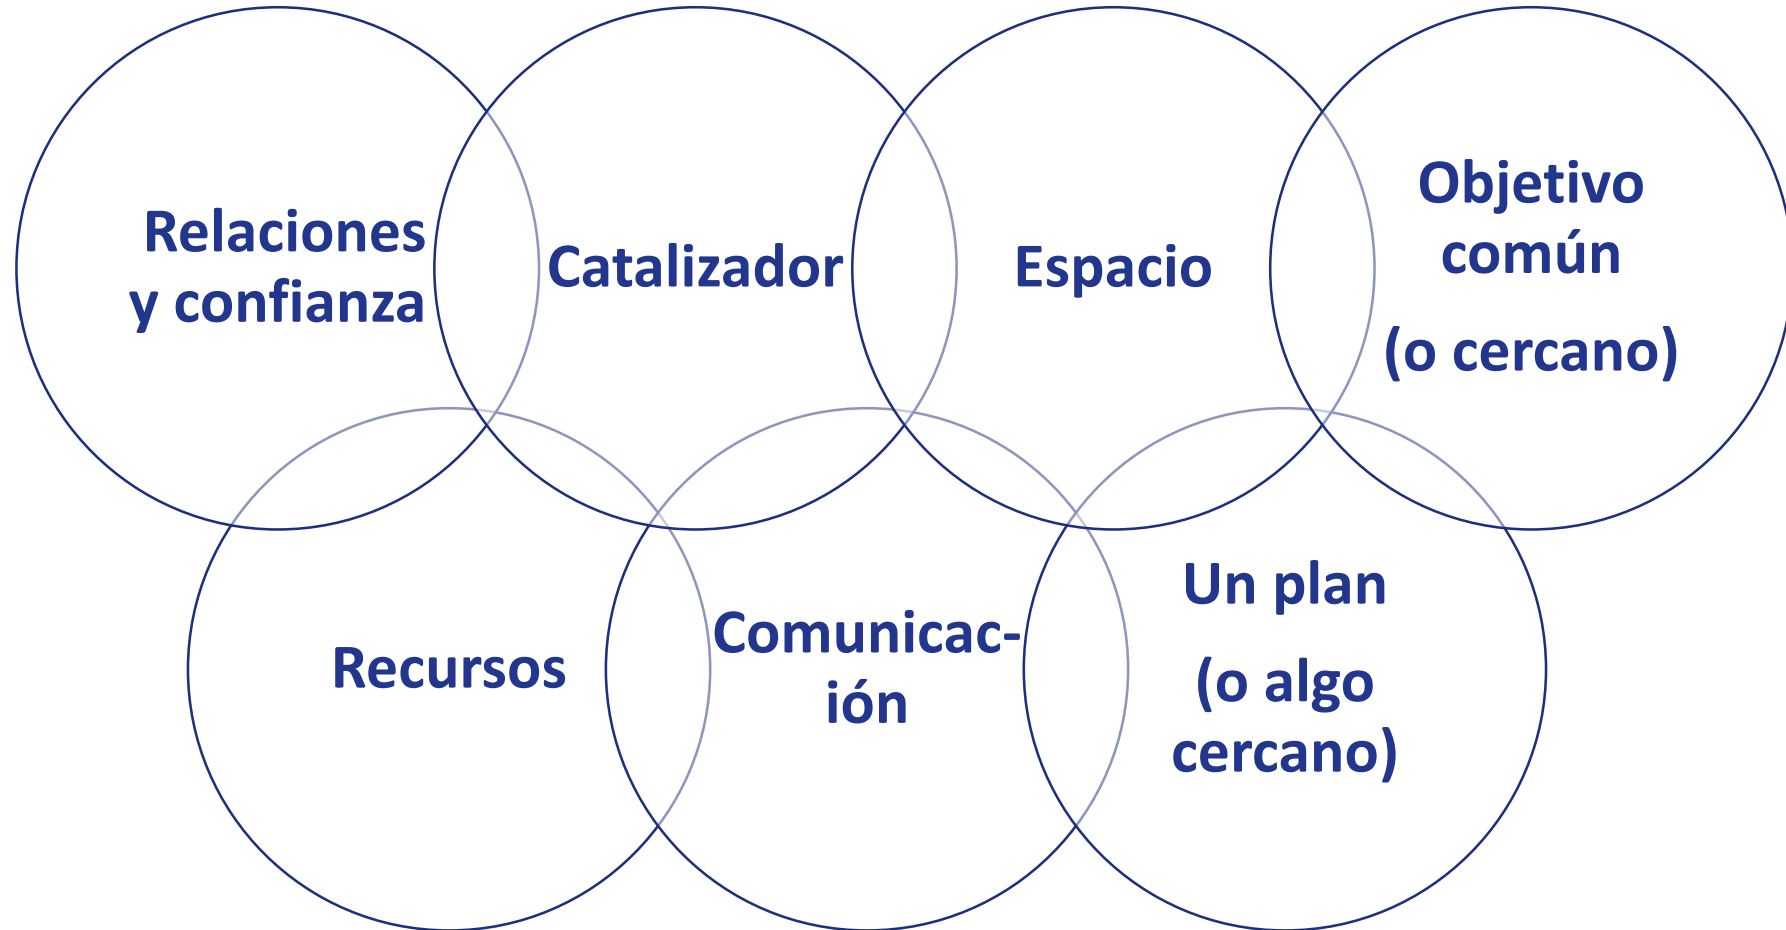 Relaciones
y confianza
Catalizador
Espacio
Objetivo
común
(o cercano)
Recursos
Comunicac-
ión
Un plan
(o algo
cercano)